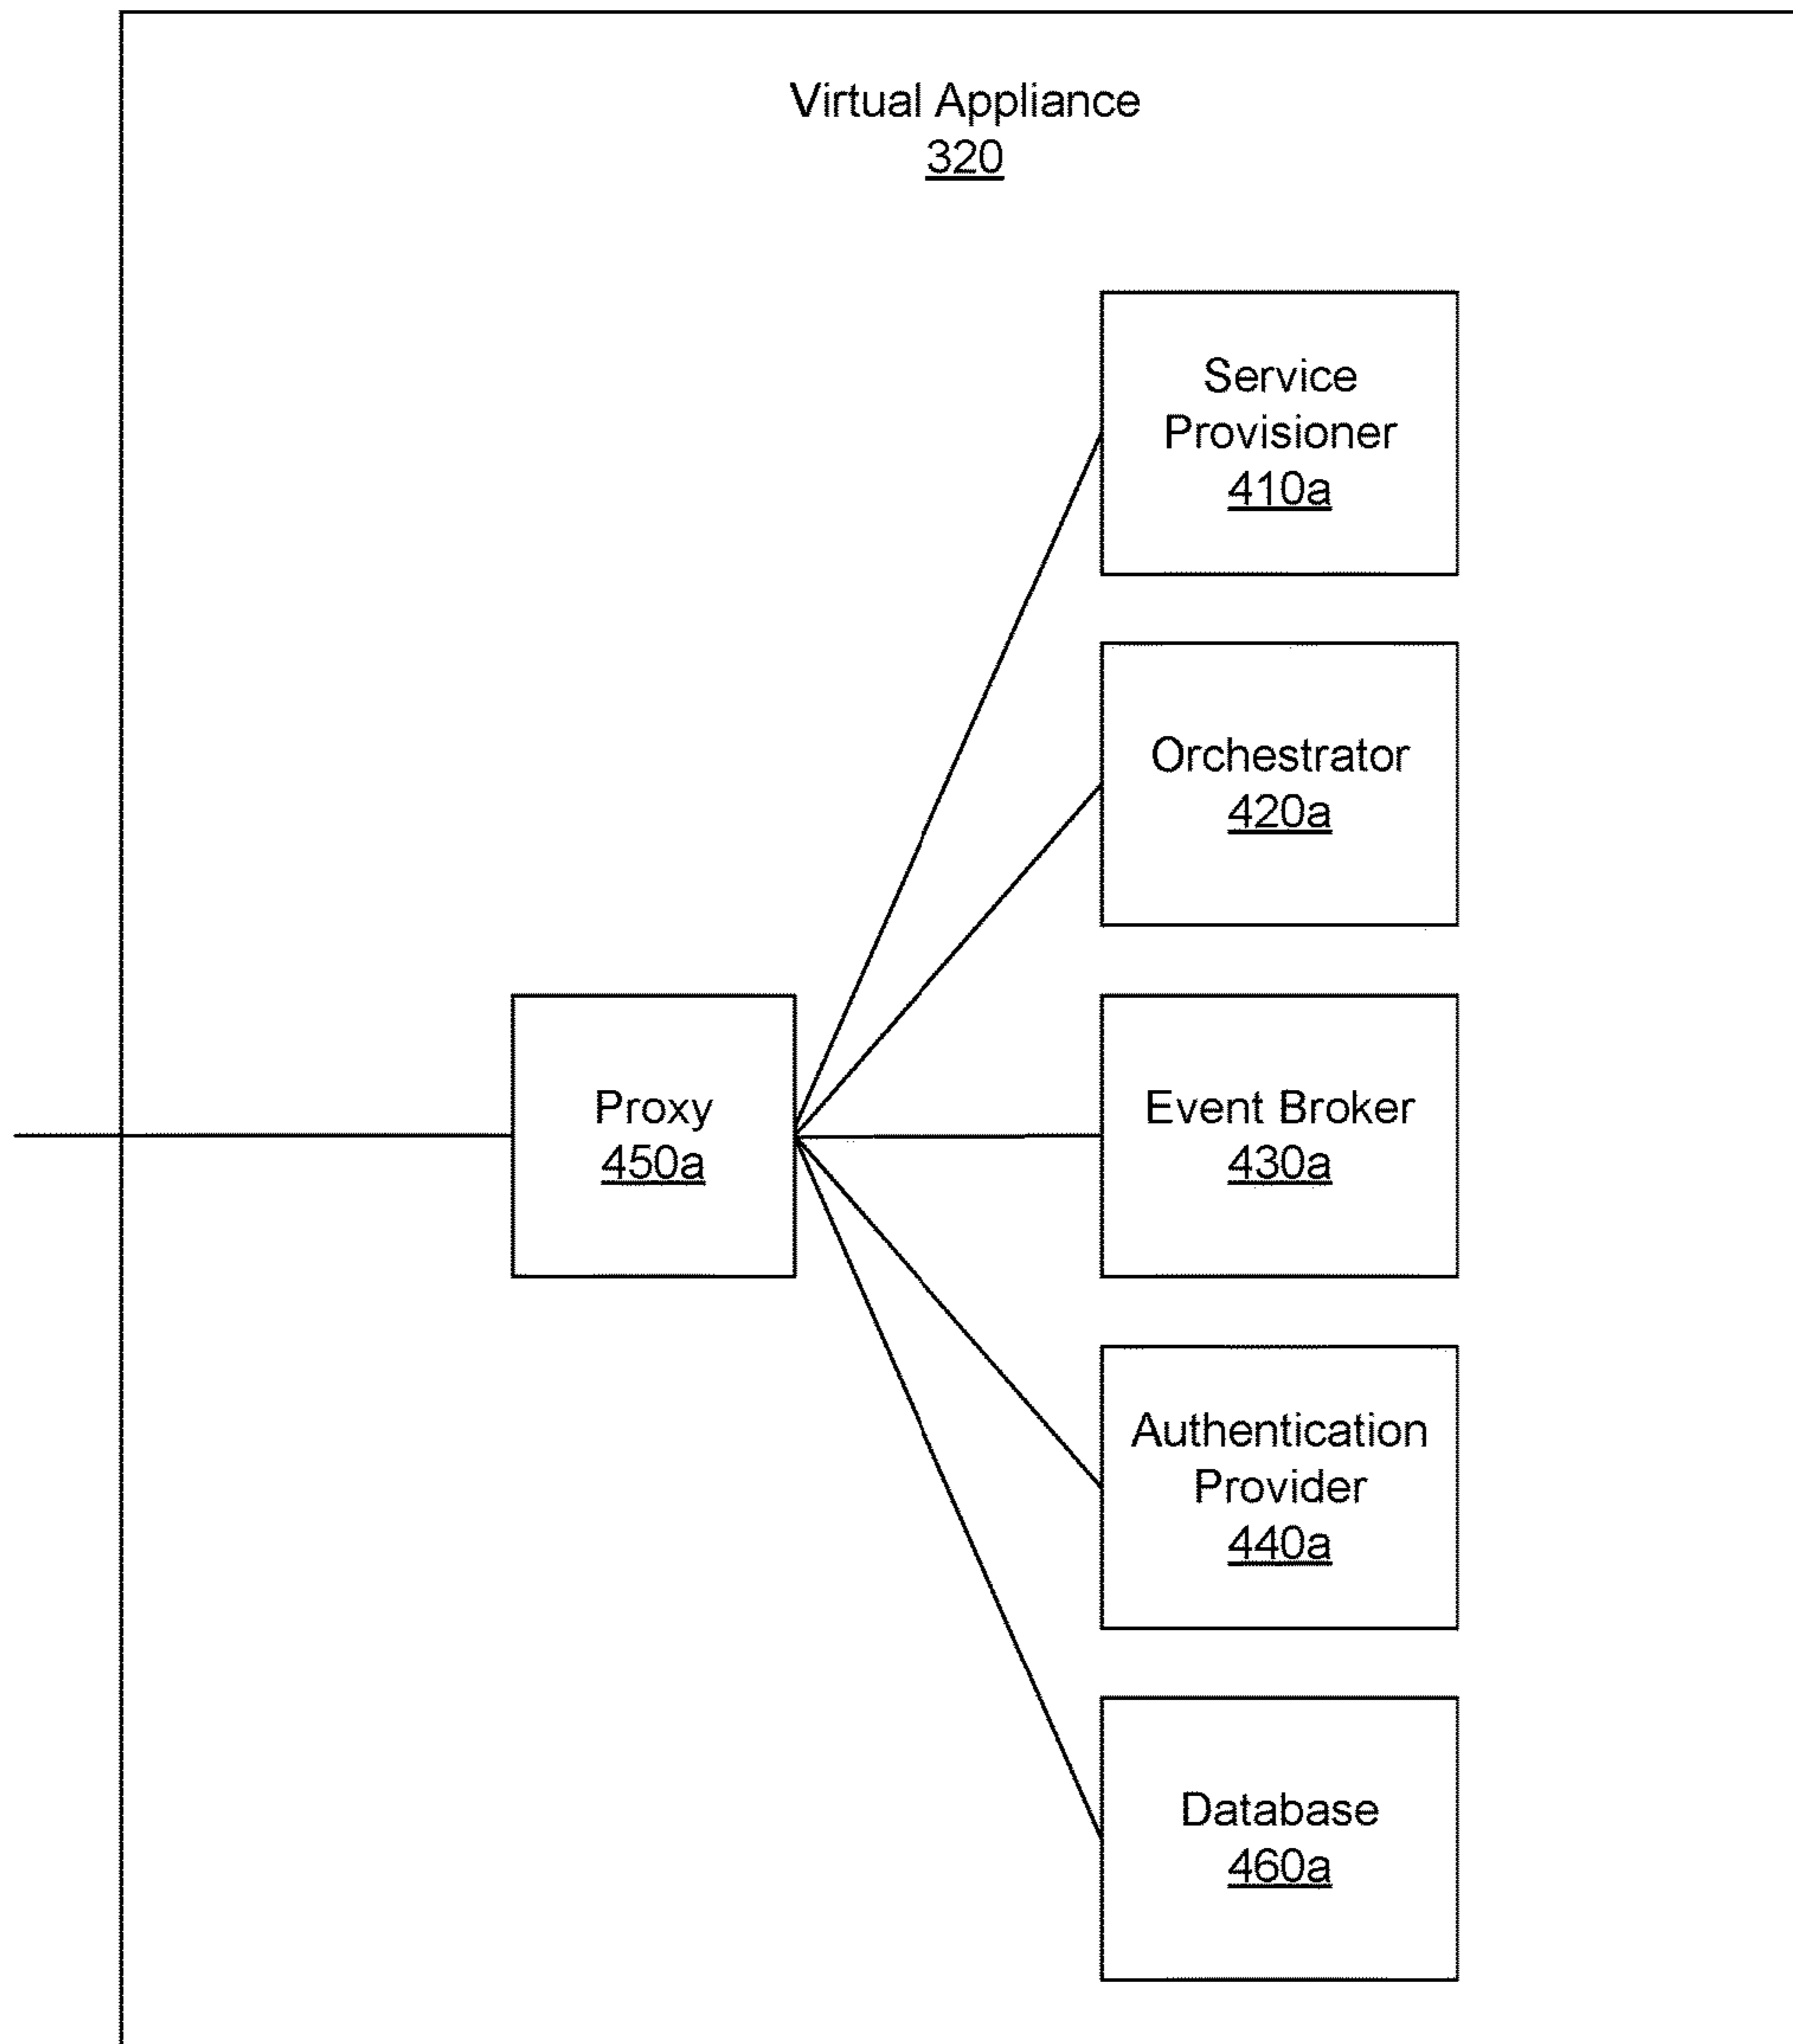 Virtual Appliance
320
Service
Provisioner
410a
Orchestrator
420a
Proxy
450a
Event Broker
430a
Authentication
Provider
440a
Database
460a